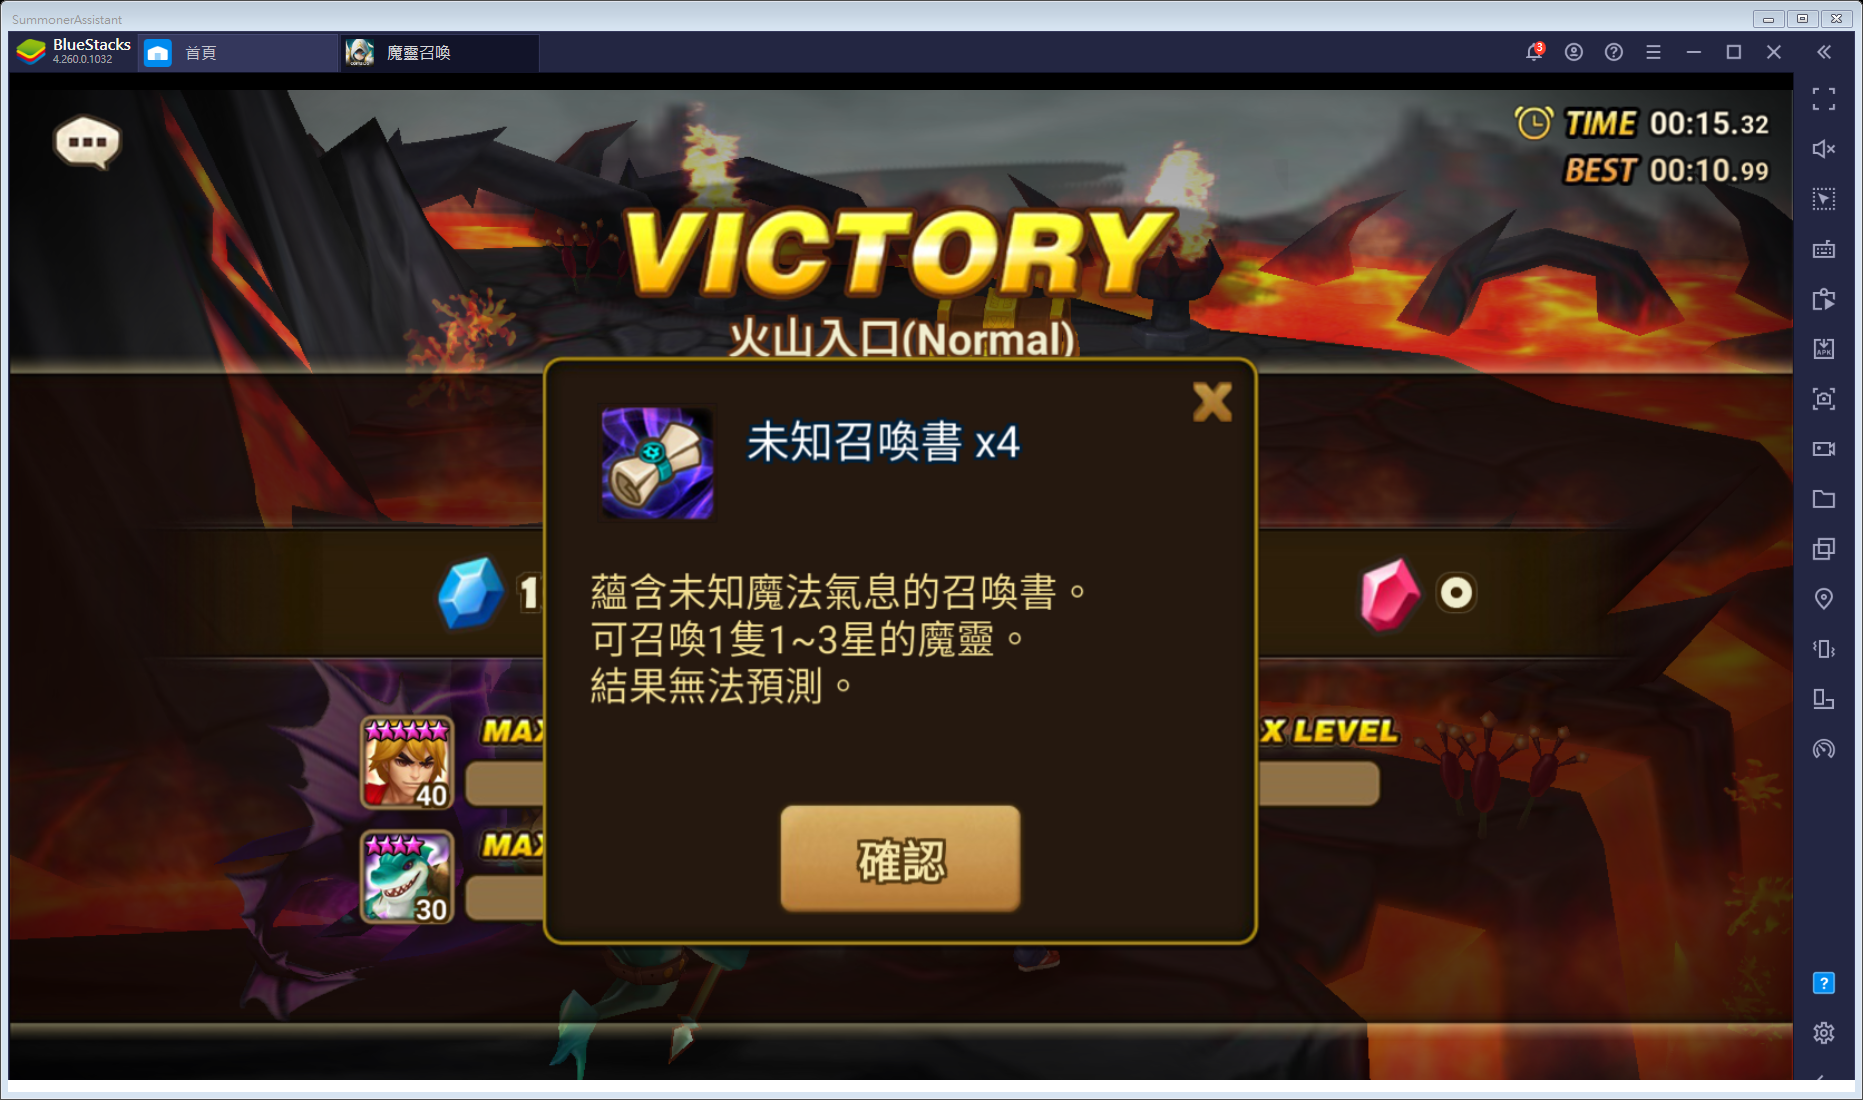 SummonerAssistant
BlueStacks
4.260.0.1032
首頁
魔靈召喚
3
TIME 00:15.32
BEST 00:10.99
VICTORY
火山入口(Normal)
未知召喚書 x4
蘊含未知魔法氣息的召喚書。
可召喚1隻1~3星的魔靈。
結果無法預測。
1
0
MAX
X LEVEL
40
MAX
30
確認
APK